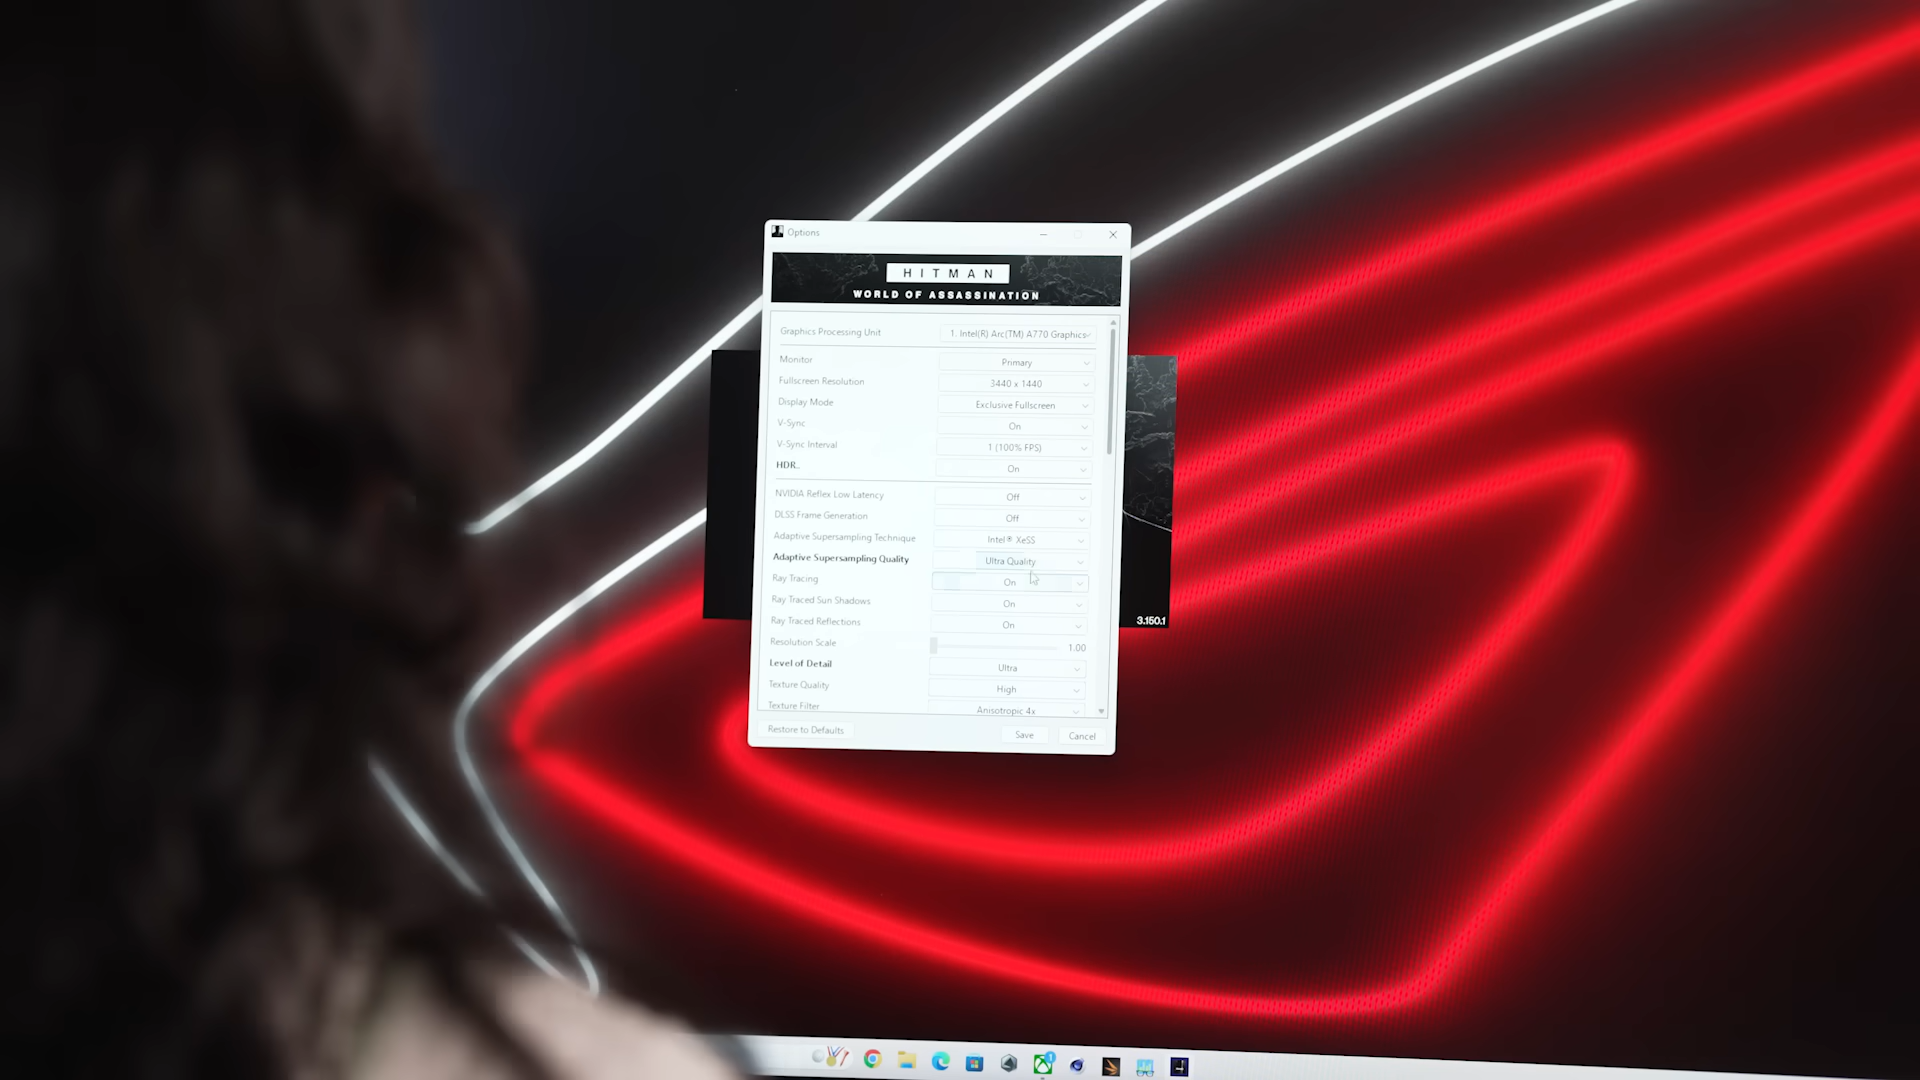 Options
HITMAN
WORLD OF ASSASSINATION
Graphics Processing Unit 1. Intel(R) Arc(TM) A770 Graphics
Monitor Primary
Fullscreen Resolution 3440 x 1440
Display Mode Exclusive Fullscreen
V-Sync On
V-Sync Interval 1 (100% FPS)
HDR.. On
NVIDIA Reflex Low Latency Off
DLSS Frame Generation Off
Adaptive Supersampling Technique Intel® XeSS
Adaptive Supersampling Quality Ultra Quality
Ray Tracing On
Ray Traced Sun Shadows On
Ray Traced Reflections On
Resolution Scale 1.00
Level of Detail Ultra
Texture Quality High
Texture Filter Anisotropic 4x
Restore to Defaults Save Cancel
3.150.1
1